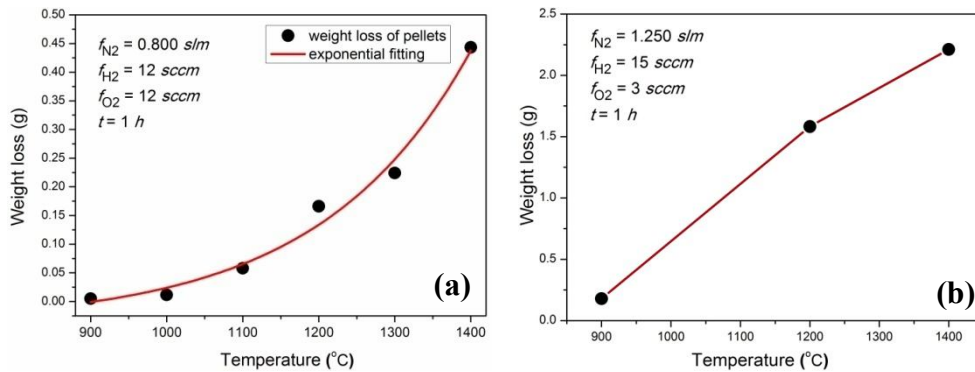 weight loss of pellets
exponential fitting
f_N2 = 0.800 slm
f_H2 = 12 sccm
f_O2 = 12 sccm
t = 1 h
0.50
0.45
0.40
0.35
0.30
0.25
0.20
0.15
0.10
0.05
0.00
Weight loss (g)
900 1000 1100 1200 1300 1400
Temperature (°C)
(a)
f_N2 = 1.250 slm
f_H2 = 15 sccm
f_O2 = 3 sccm
t = 1 h
2.5
2.0
1.5
1.0
0.5
0.0
Weight loss (g)
900 1000 1100 1200 1300 1400
Temperature (°C)
(b)